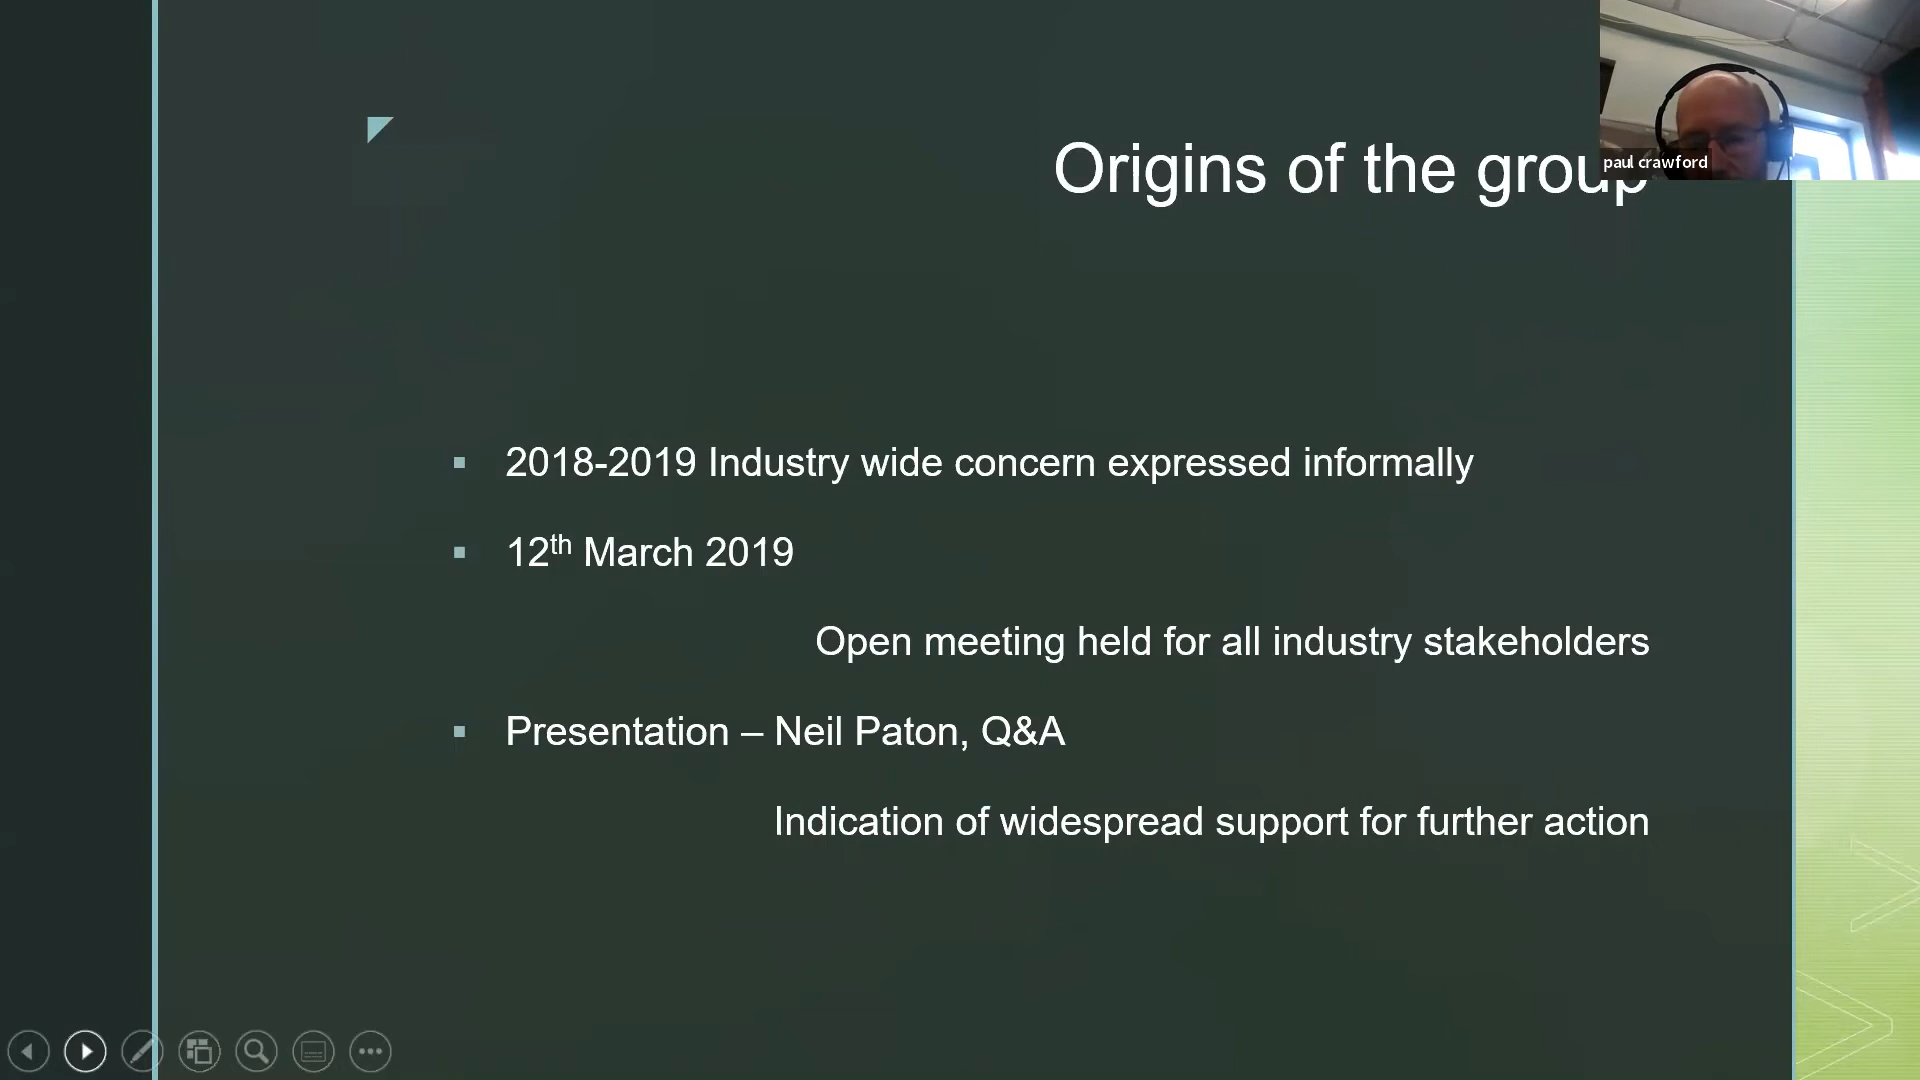 paul crawford
Origins of the group
2018-2019 Industry wide concern expressed informally
12th March 2019
Open meeting held for all industry stakeholders
Presentation – Neil Paton, Q&A
Indication of widespread support for further action